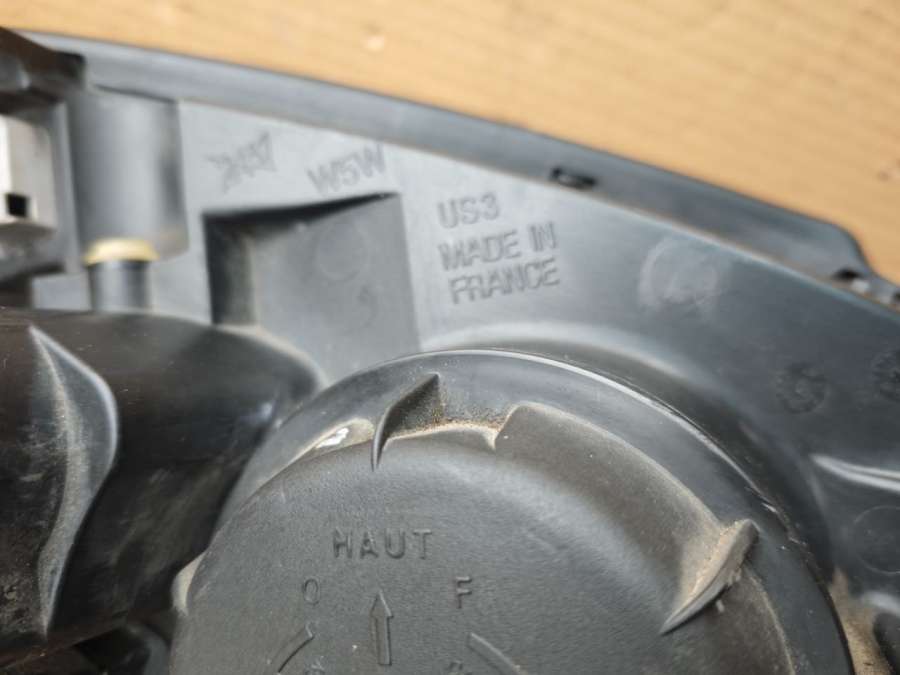 W5W
US3
MADE IN
FRANCE
HAUT
O F